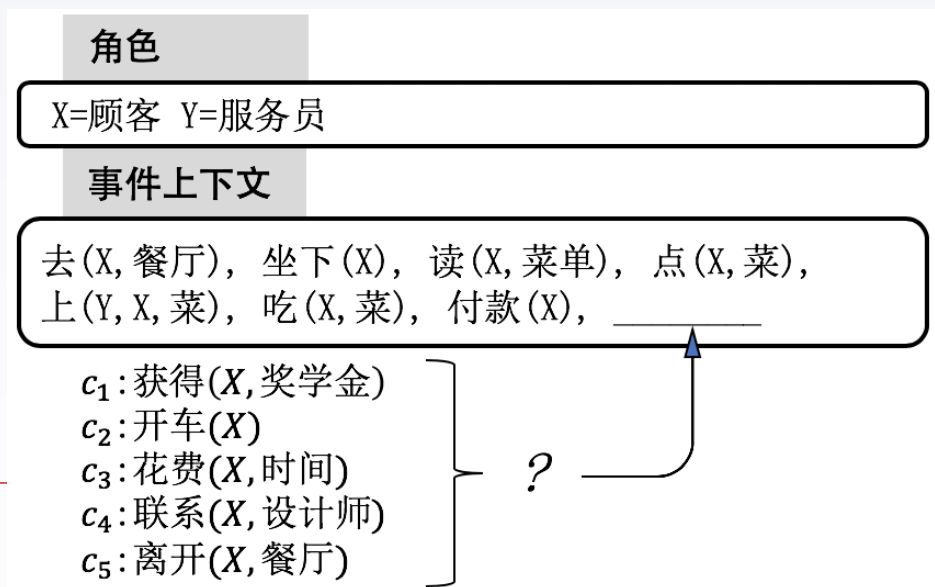 角色
X=顾客 Y=服务员
事件上下文
去(X,餐厅), 坐下(X), 读(X,菜单), 点(X,菜),
上(Y,X,菜), 吃(X,菜), 付款(X), ________
c₁:获得(X,奖学金)
c₂:开车(X)
c₃:花费(X,时间)
?
c₄:联系(X,设计师)
c₅:离开(X,餐厅)